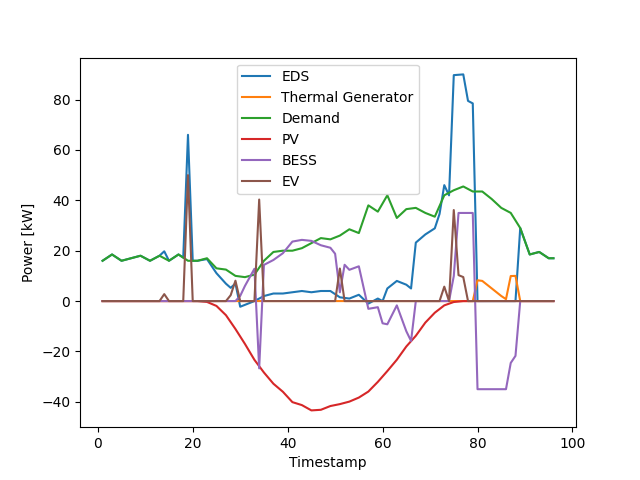 EDS
Thermal Generator
Demand
PV
BESS
EV
Power [kW]
80
60
40
20
0
−20
−40
0 20 40 60 80 100
Timestamp